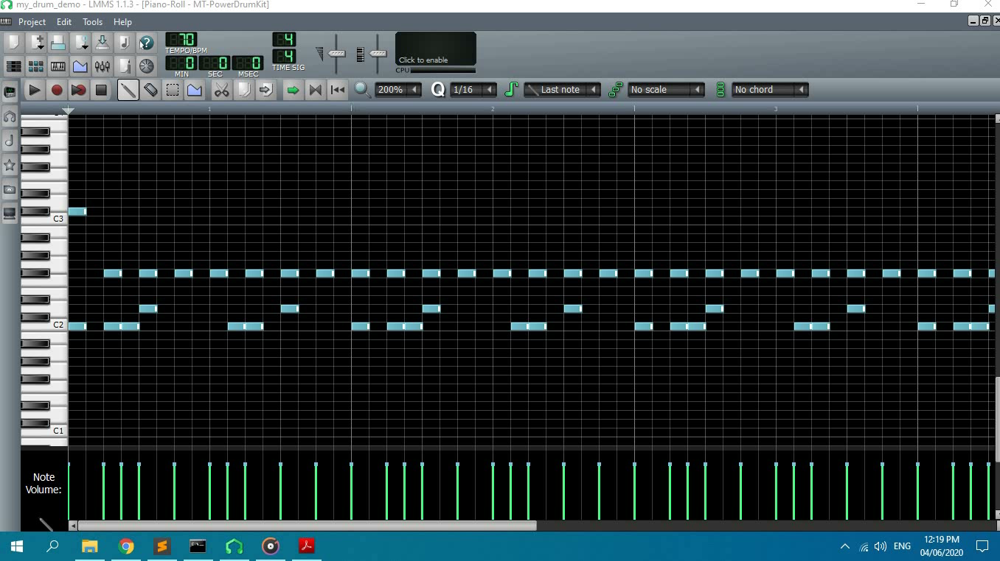 my_drum_demo - LMMS 1.1.3 - [Piano-Roll - MT-PowerDrumKit]
Project Edit Tools Help
70
TEMPO/BPM
0 0 0
MIN SEC MSEC
4
4
TIME SIG
Click to enable
CPU
200% Q 1/16 Last note No scale No chord
1 2 3
C3
C2
C1
Note
Volume:
ENG
12:19 PM
04/06/2020